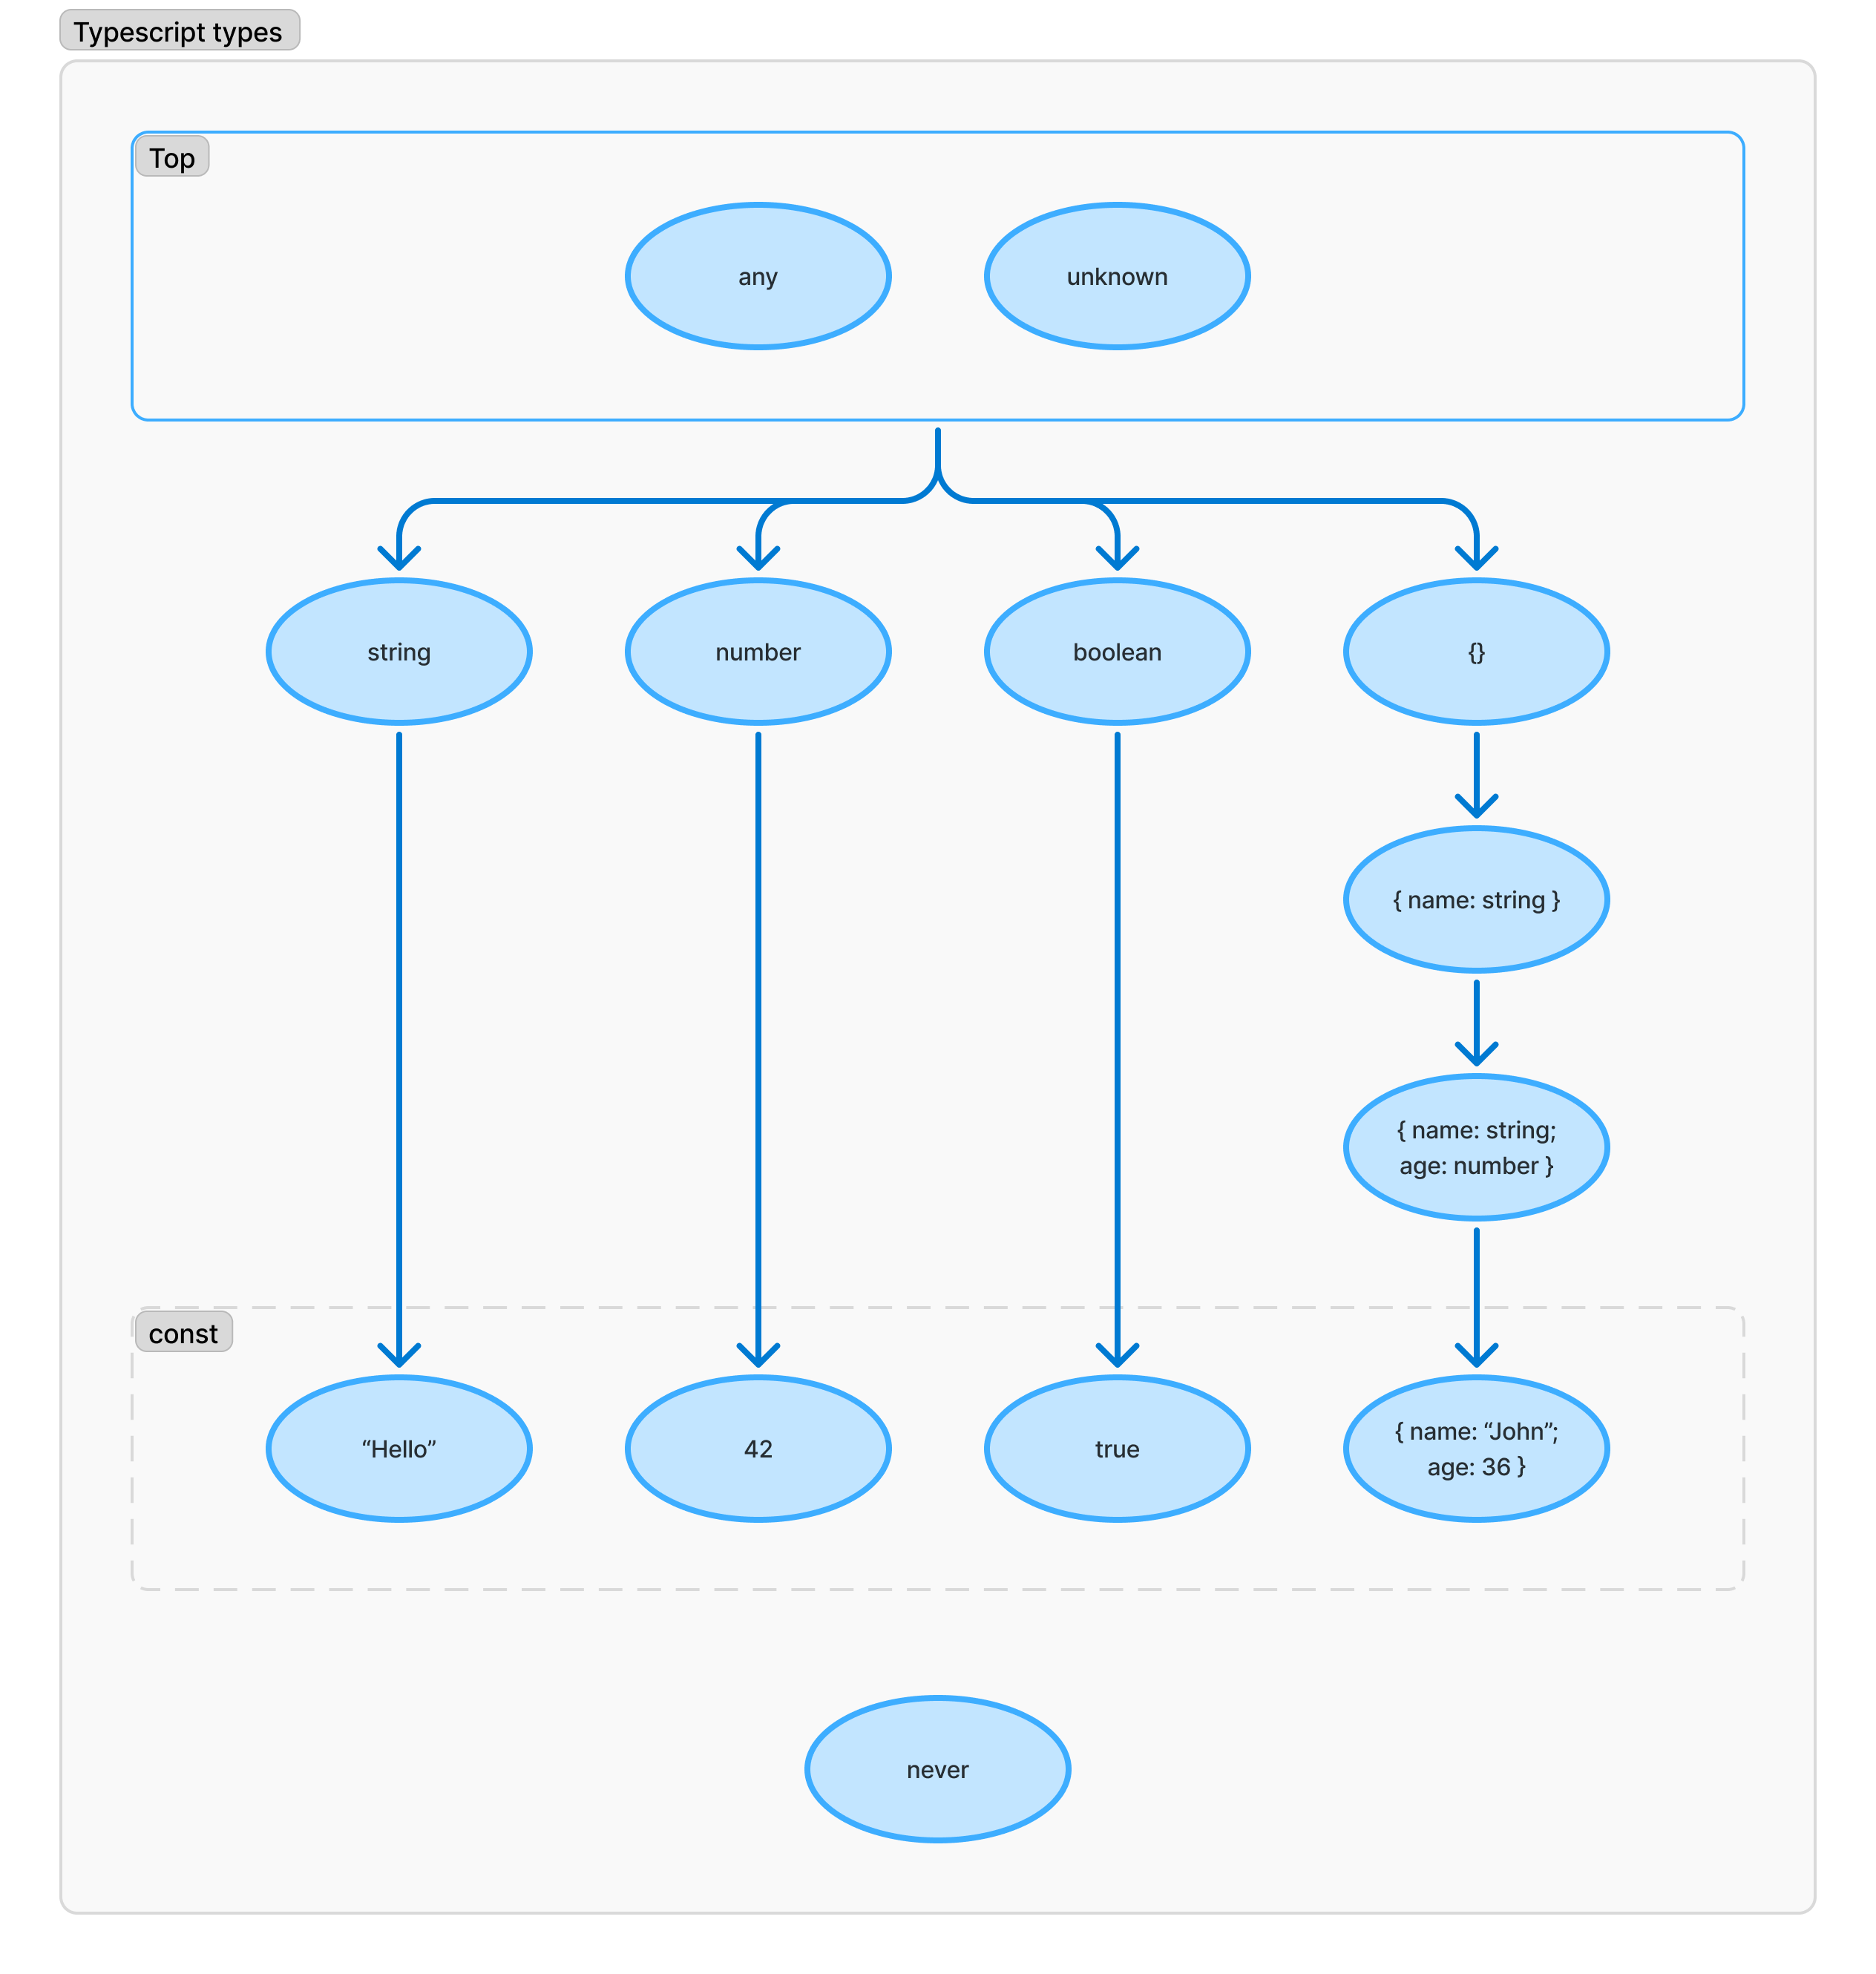 Typescript types
Top
any
unknown
string
number
boolean
{}
{ name: string }
{ name: string;
age: number }
const
“Hello”
42
true
{ name: “John”;
age: 36 }
never